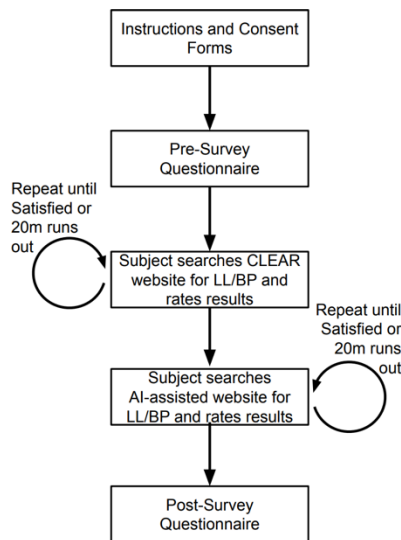 Instructions and Consent
Forms
Pre-Survey
Questionnaire
Repeat until
Satisfied or
20m runs
out
Subject searches CLEAR
website for LL/BP and
rates results
Repeat until
Satisfied or
20m runs
out
Subject searches
AI-assisted website for
LL/BP and rates results
Post-Survey
Questionnaire